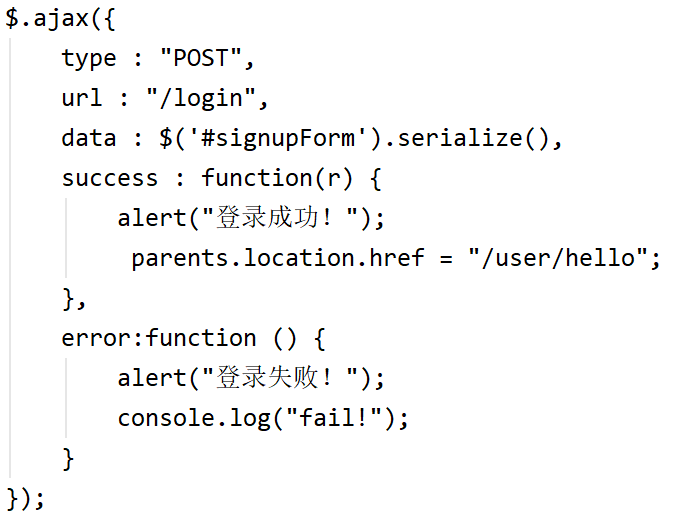 $.ajax({
    type : "POST",
    url : "/login",
    data : $('#signupForm').serialize(),
    success : function(r) {
        alert("登录成功！");
         parents.location.href = "/user/hello";
    },
    error:function () {
        alert("登录失败！");
        console.log("fail!");
    }
});